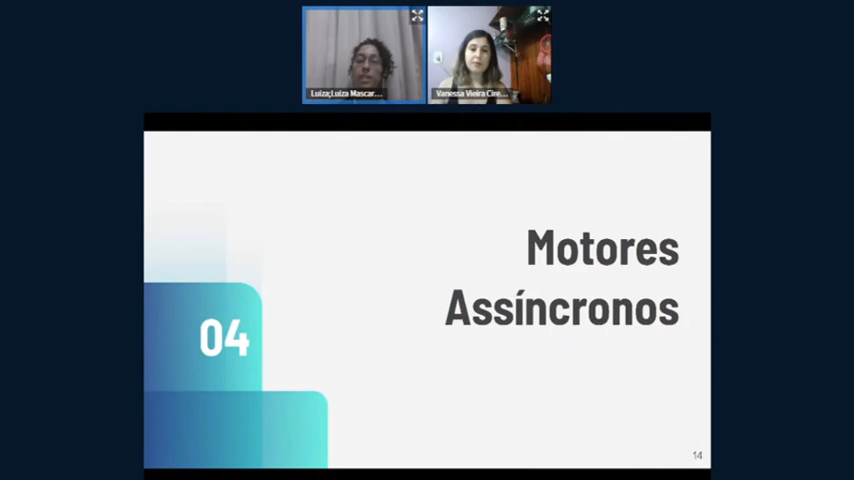 Luiza;Luiza Mascar...
Vanessa Vieira Cire...
Motores
Assíncronos
04
14